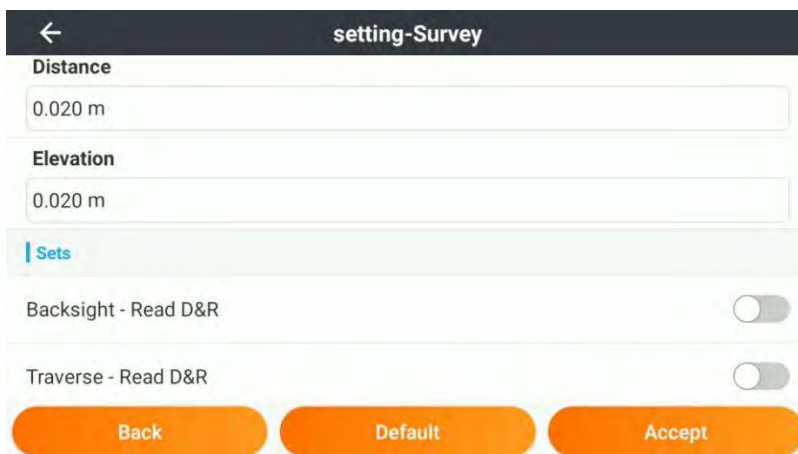 setting-Survey
Distance
0.020 m
Elevation
0.020 m
Sets
Backsight - Read D&R
Traverse - Read D&R
Back Default Accept